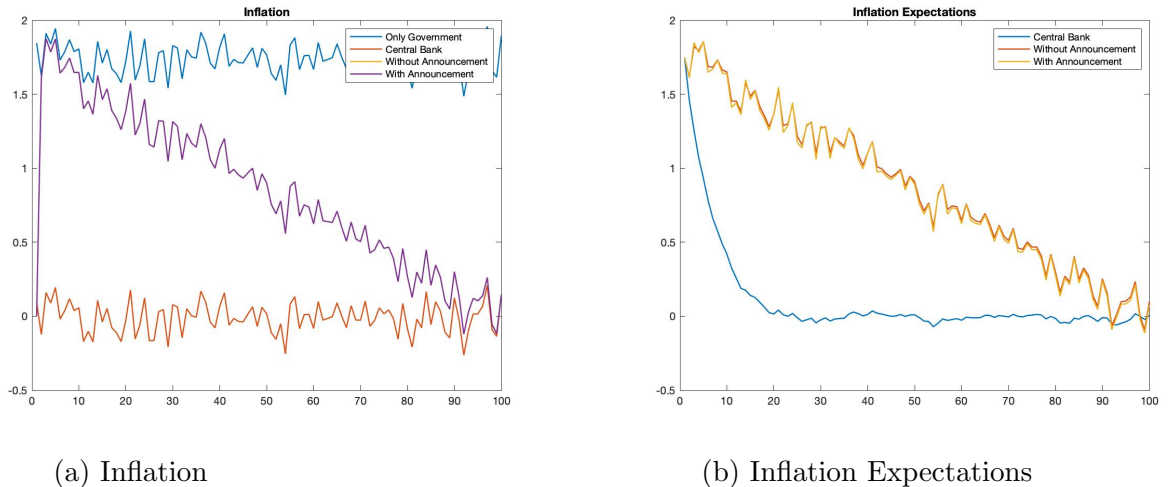 Inflation
2
1.5
1
0.5
0
-0.5
0 10 20 30 40 50 60 70 80 90 100
Only Government
Central Bank
Without Announcement
With Announcement
(a) Inflation
Inflation Expectations
2
1.5
1
0.5
0
-0.5
0 10 20 30 40 50 60 70 80 90 100
Central Bank
Without Announcement
With Announcement
(b) Inflation Expectations